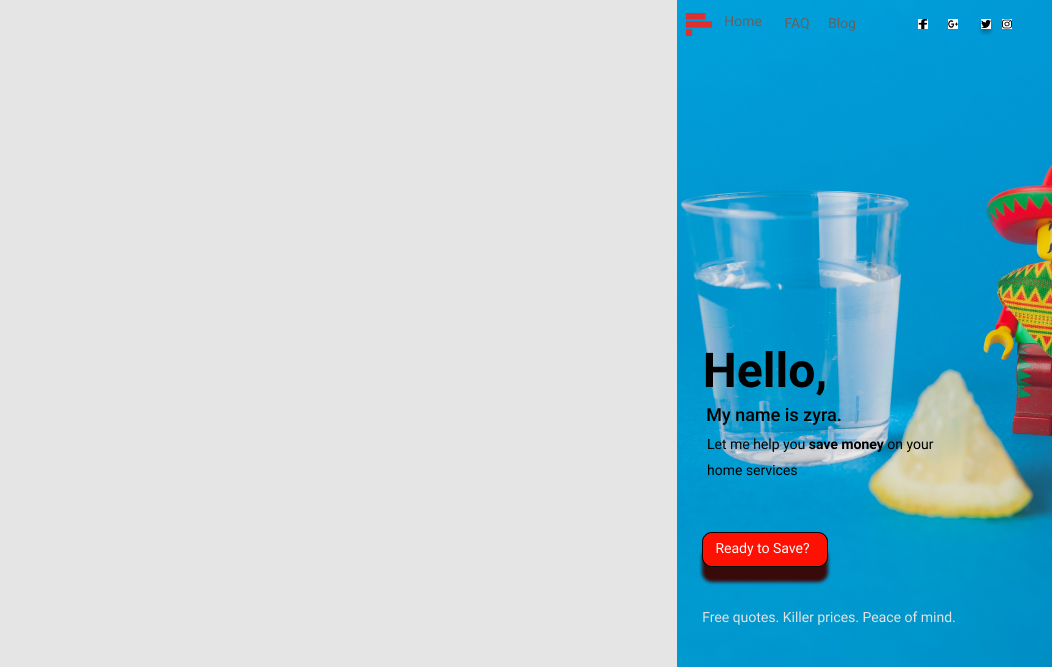 Home FAQ Blog
Hello,
My name is zyra.
Let me help you save money on your
home services
Ready to Save?
Free quotes. Killer prices. Peace of mind.